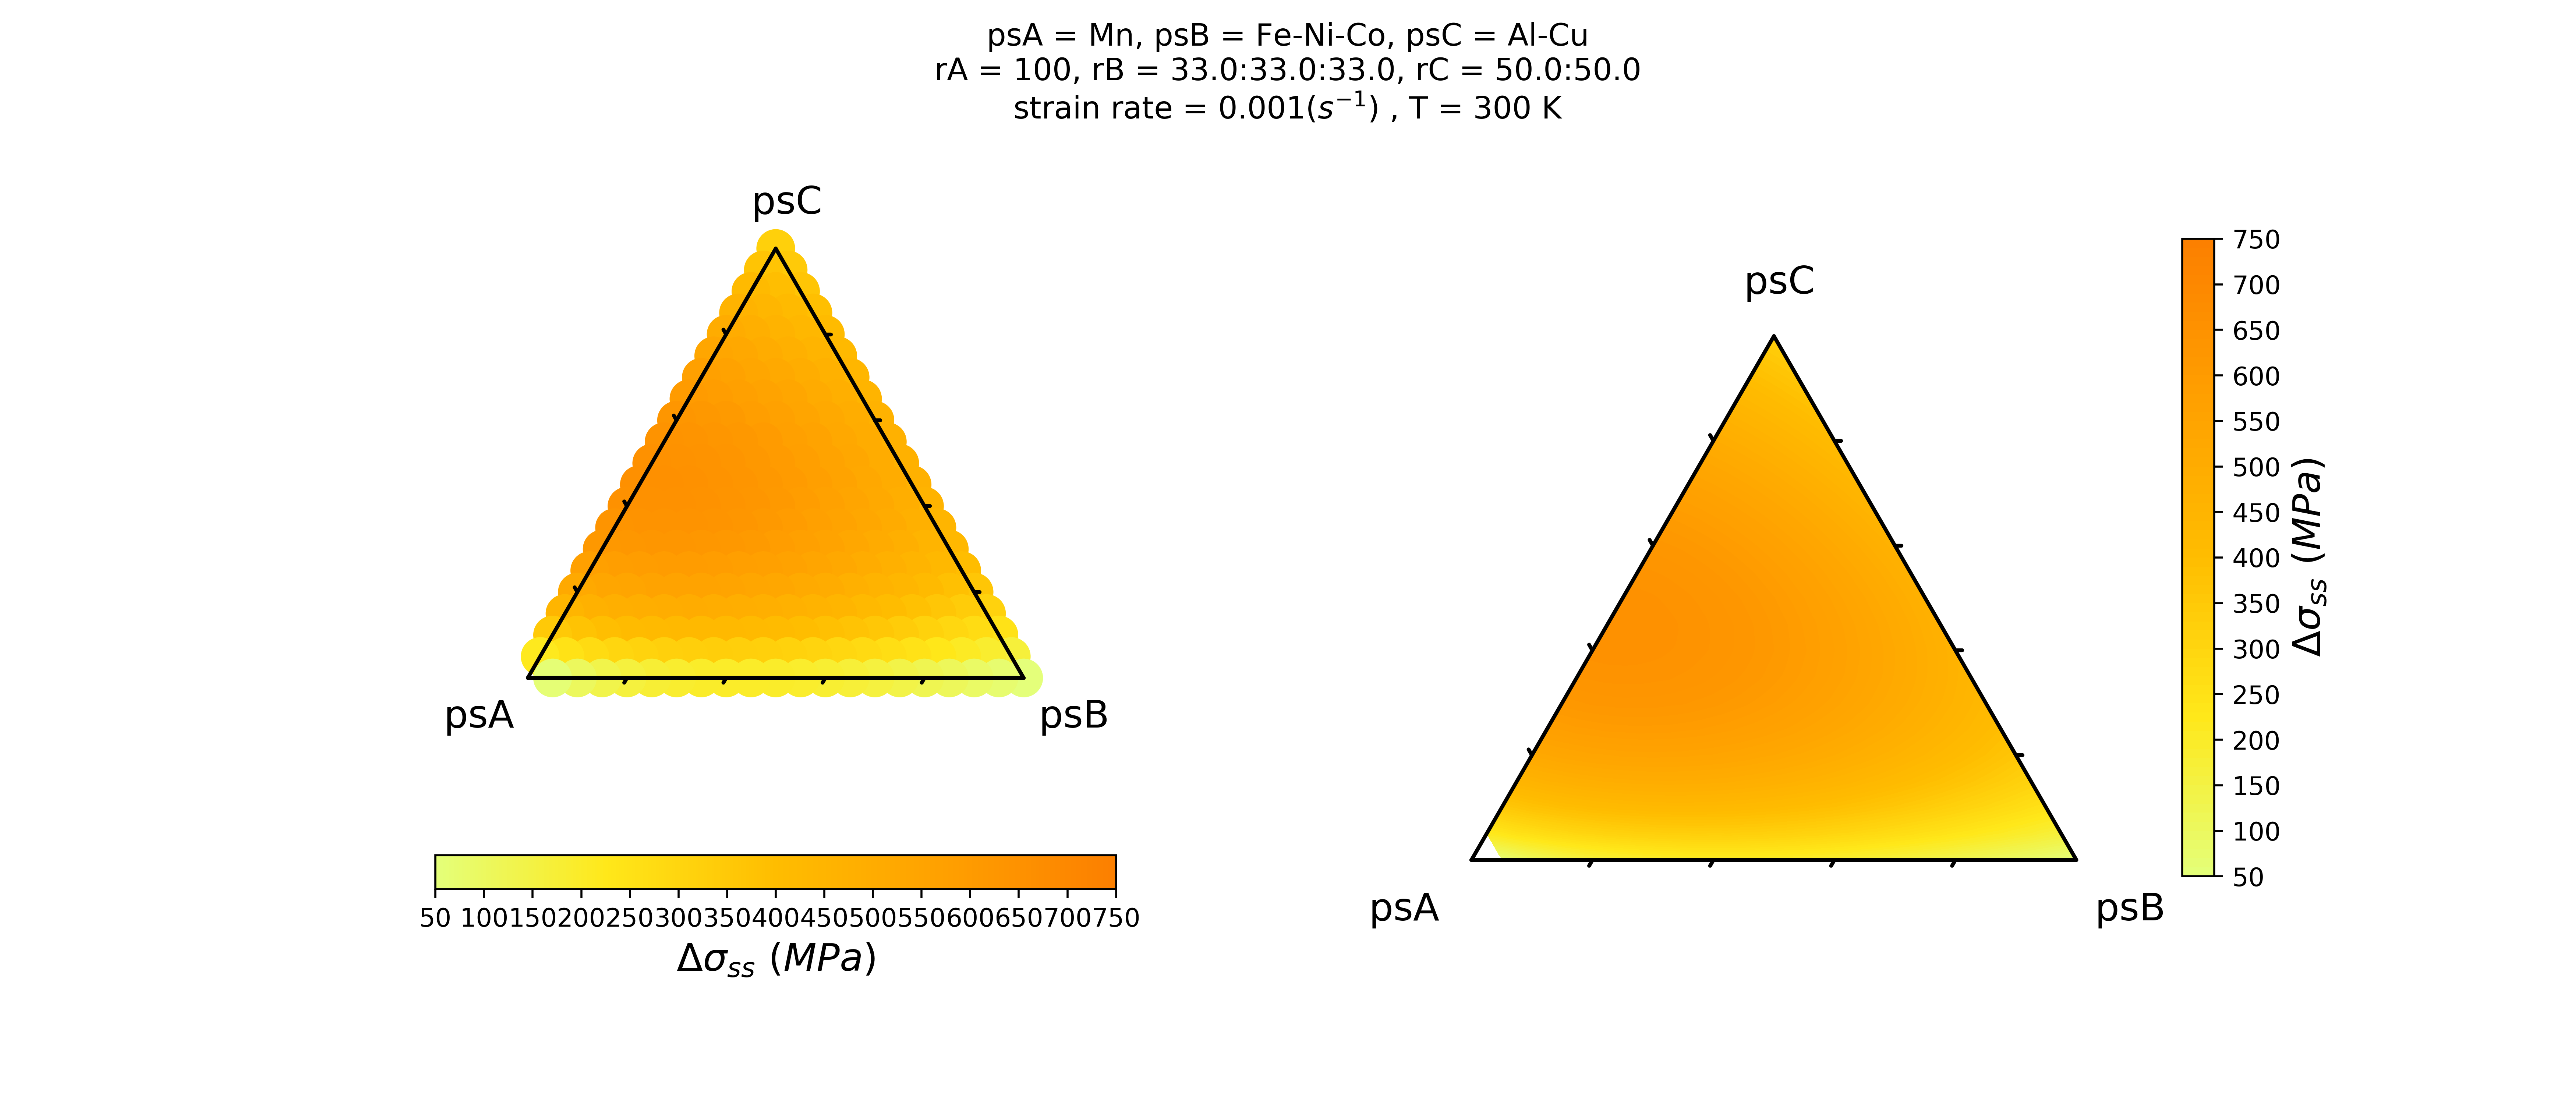 psA = Mn, psB = Fe-Ni-Co, psC = Al-Cu
rA = 100, rB = 33.0:33.0:33.0, rC = 50.0:50.0
strain rate = 0.001(s⁻¹) , T = 300 K
psC
psA
psB
50 100150200250300350400450500550600650700750
Δσss (MPa)
psC
psA
psB
750
700
650
600
550
500
450
400
350
300
250
200
150
100
50
Δσss (MPa)